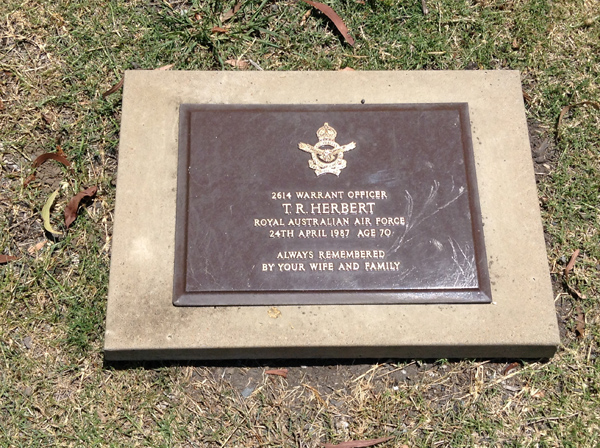 2614 WARRANT OFFICER
T. R. HERBERT
ROYAL AUSTRALIAN AIR FORCE
24TH APRIL 1987 AGE 70
ALWAYS REMEMBERED
BY YOUR WIFE AND FAMILY